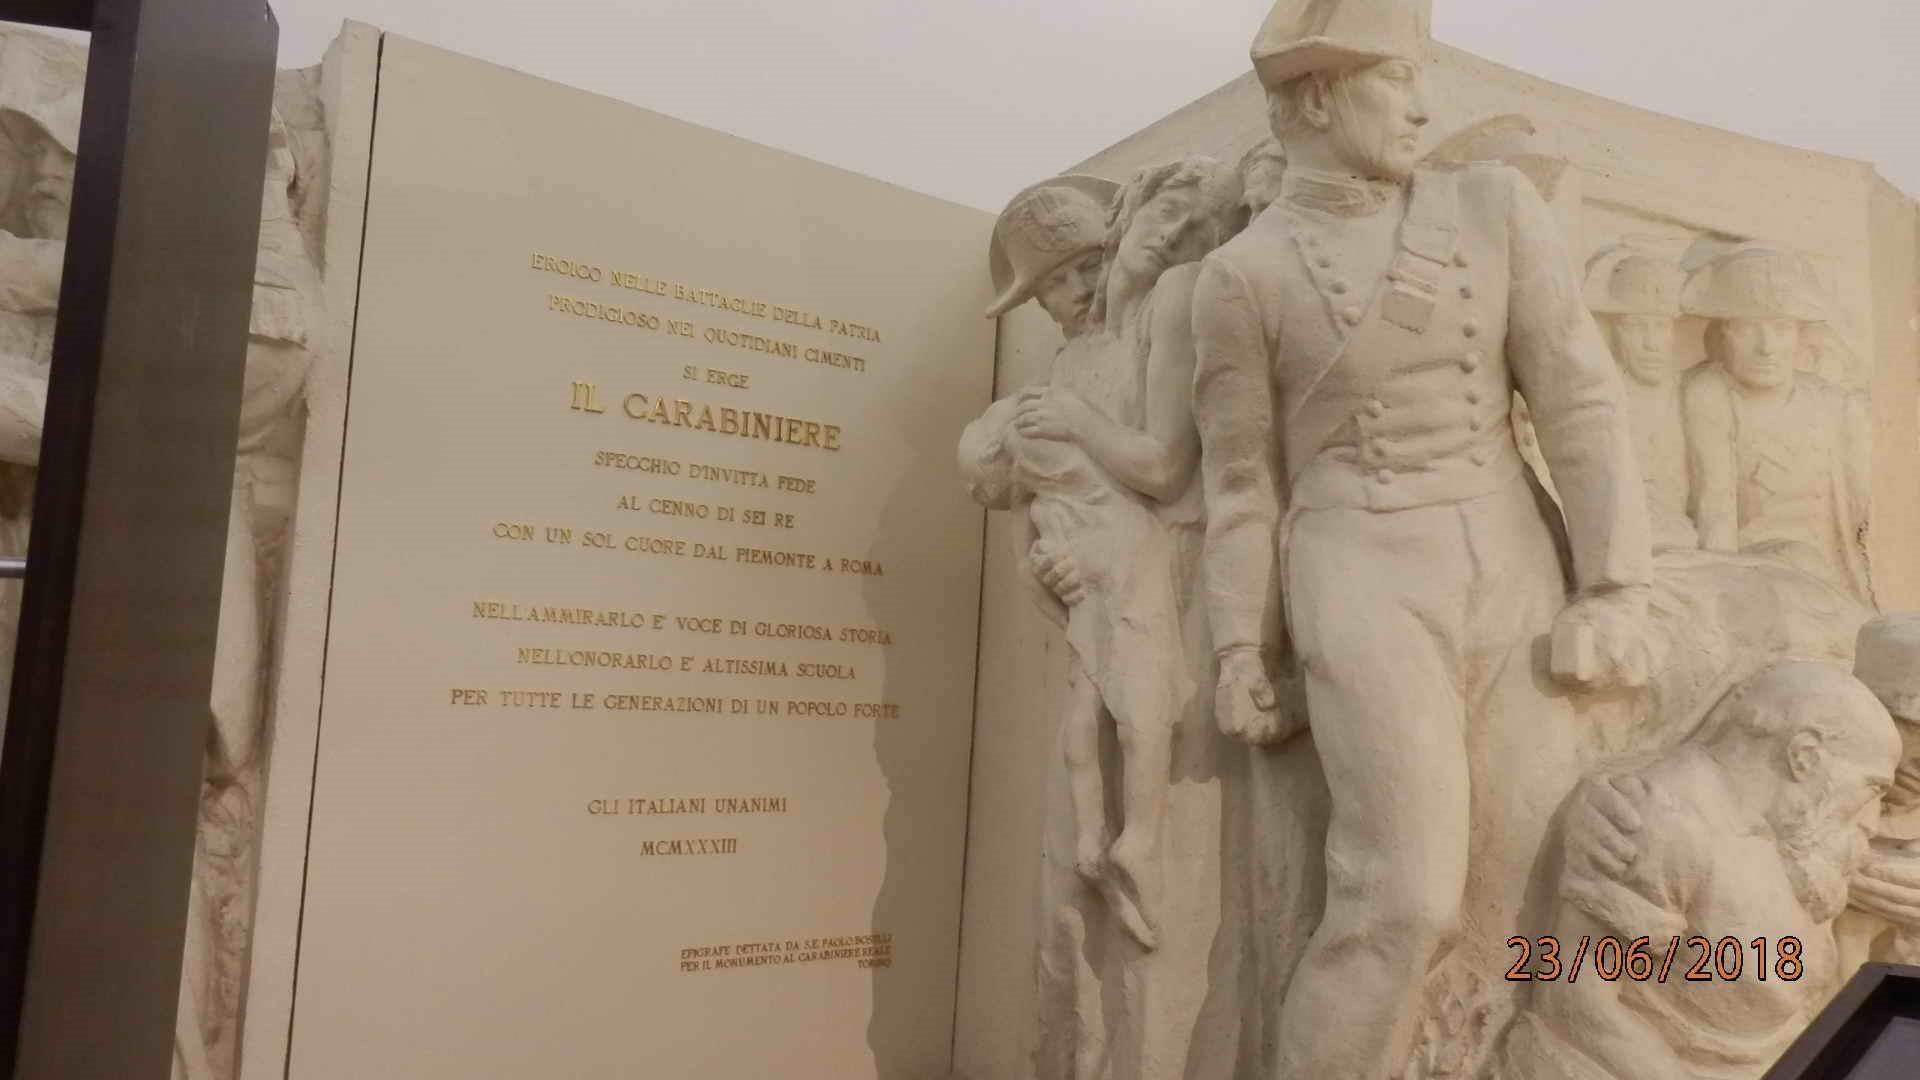 EROICO NELLE BATTAGLIE DELLA PATRIA
PRODIGIOSO NEI QUOTIDIANI CIMENTI
SI ERGE
IL CARABINIERE
SPECCHIO D'INVITTA FEDE
AL CENNO DI SEI RE
CON UN SOL CUORE DAL PIEMONTE A ROMA
NELL'AMMIRARLO E' VOCE DI GLORIOSA STORIA
NELL'ONORARLO E' ALTISSIMA SCUOLA
PER TUTTE LE GENERAZIONI DI UN POPOLO FORTE
GLI ITALIANI UNANIMI
MCMXXXIII
EPIGRAFE DETTATA DA S.E. PAOLO BOSELLI
PER IL MONUMENTO AL CARABINIERE REALE
TORINO
23/06/2018